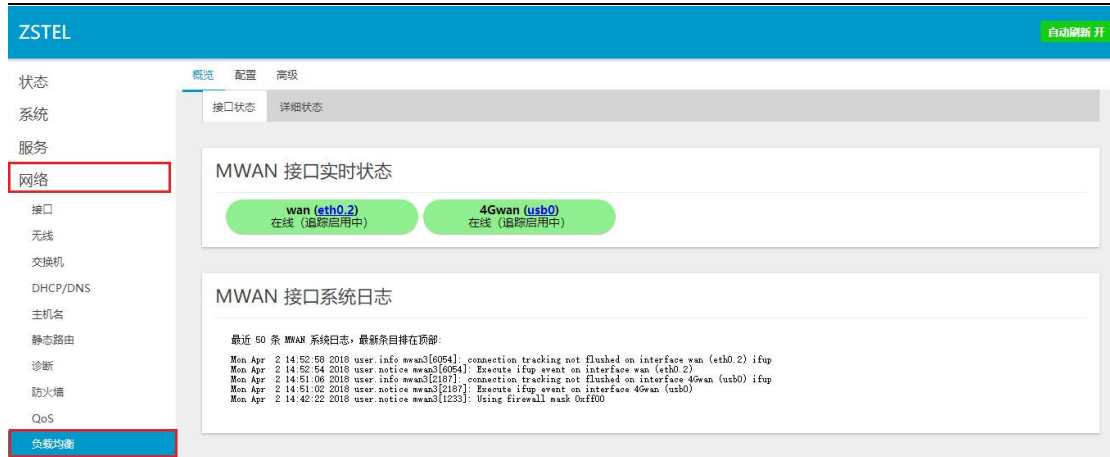 ZSTEL
自动刷新 开
状态
系统
服务
网络
接口
无线
交换机
DHCP/DNS
主机名
静态路由
诊断
防火墙
QoS
负载均衡
概览 配置 高级
接口状态 详细状态
MWAN 接口实时状态
wan (eth0.2)
在线（追踪启用中）
4Gwan (usb0)
在线（追踪启用中）
MWAN 接口系统日志
最近 50 条 MWAN 系统日志，最新条目排在顶部:
Mon Apr 2 14:52:58 2018 user.info mwan3[6054]: connection tracking not flushed on interface wan (eth0.2) ifup
Mon Apr 2 14:52:54 2018 user.notice mwan3[6054]: Execute ifup event on interface wan (eth0.2)
Mon Apr 2 14:51:06 2018 user.info mwan3[2187]: connection tracking not flushed on interface 4Gwan (usb0) ifup
Mon Apr 2 14:51:02 2018 user.notice mwan3[2187]: Execute ifup event on interface 4Gwan (usb0)
Mon Apr 2 14:42:22 2018 user.notice mwan3[1233]: Using firewall mask 0xff00